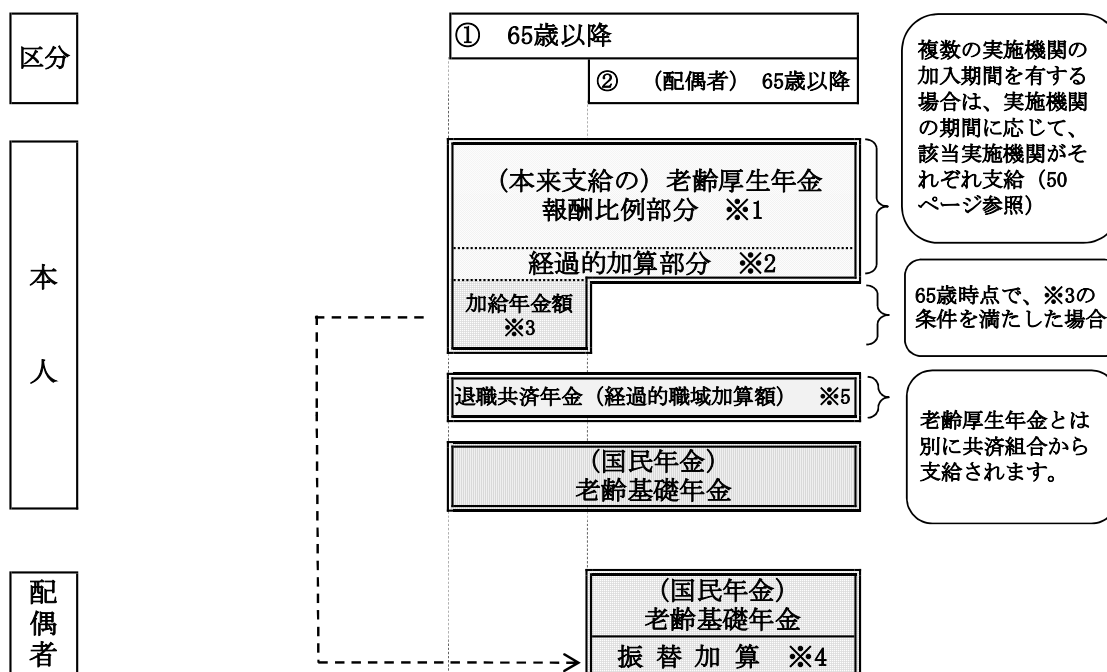 区分
① 65歳以降
② （配偶者） 65歳以降
複数の実施機関の
加入期間を有する
場合は、実施機関
の期間に応じて、
該当実施機関がそ
れぞれ支給（50
ページ参照）
本人
（本来支給の）老齢厚生年金
報酬比例部分 ※1
経過的加算部分 ※2
加給年金額
※3
65歳時点で、※3の
条件を満たした場合
退職共済年金（経過的職域加算額） ※5
老齢厚生年金とは
別に共済組合から
支給されます。
（国民年金）
老齢基礎年金
配偶者
（国民年金）
老齢基礎年金
振替加算 ※4